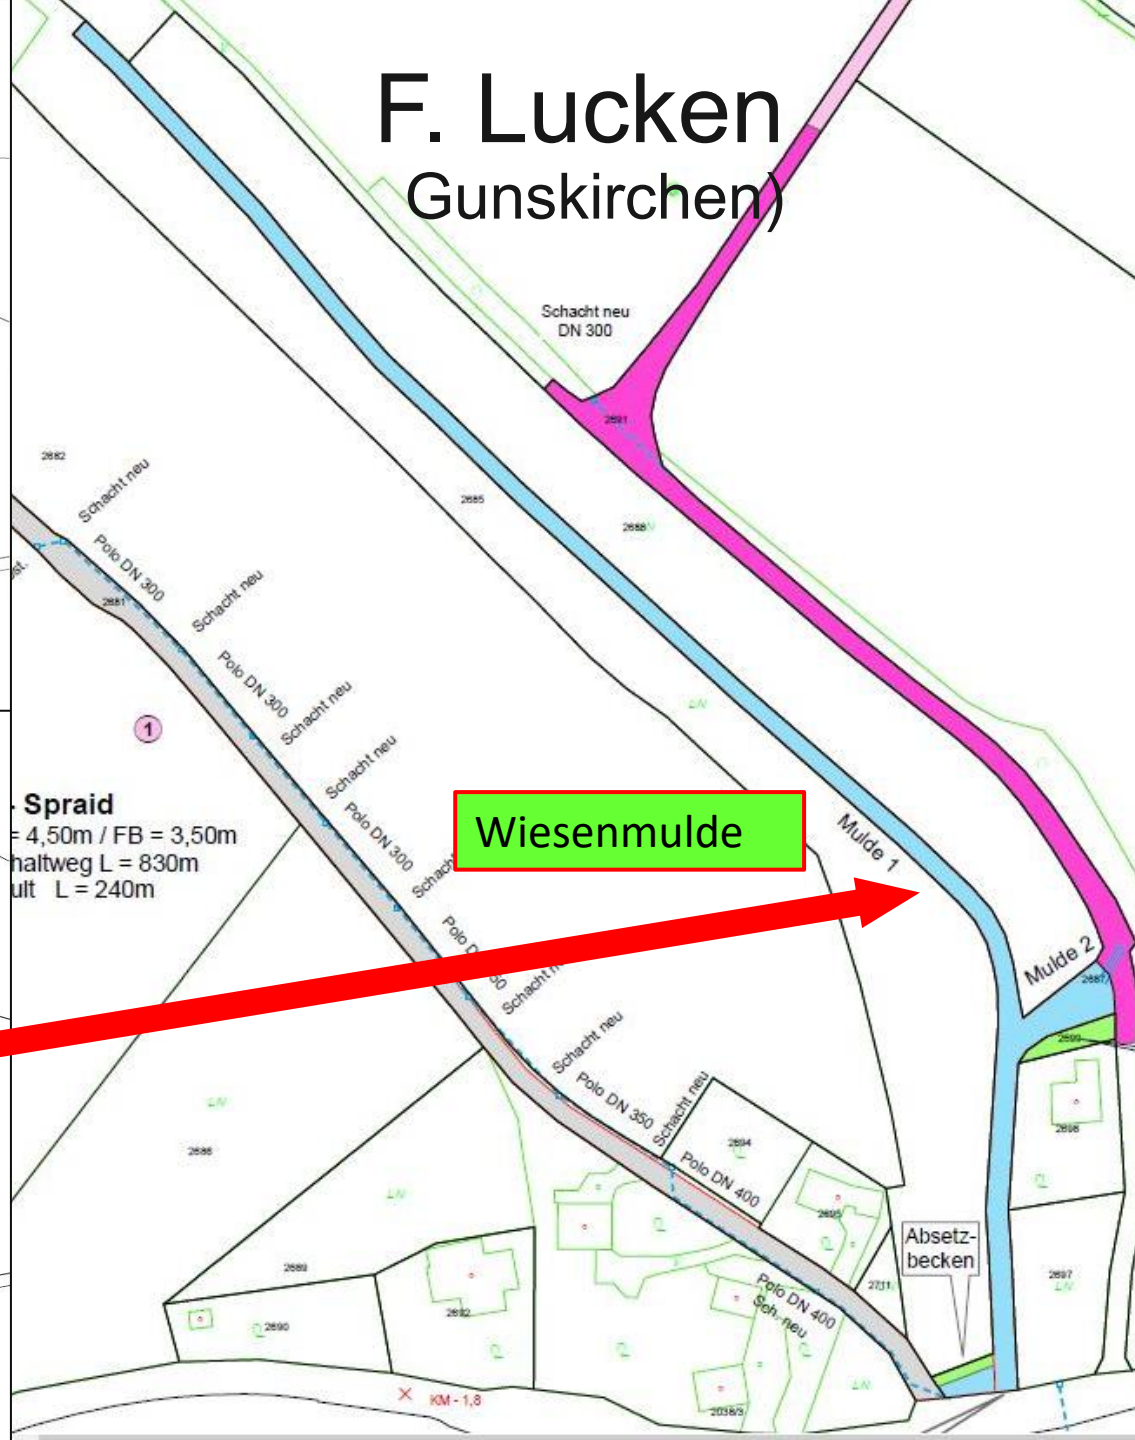 F. Lucken
Gunskirchen)
Schacht neu
DN 300
2691
2682
2685
2688
Schacht neu
Polo DN 300
2681
Schacht neu
Polo DN 300
Schacht neu
1
Schacht neu
Polo DN 300
Spraid
= 4,50m / FB = 3,50m
haltweg L = 830m
ult L = 240m
Wiesenmulde
Mulde 1
Mulde 2
2687/
2699
Schacht neu
Polo DN 350
Schacht neu
Polo DN 400
2694
2695
2698
2686
2689
2690
2692
Absetz-
becken
2697
2701
Polo DN 400
Sch. neu
KM - 1,8
2038/3
LN